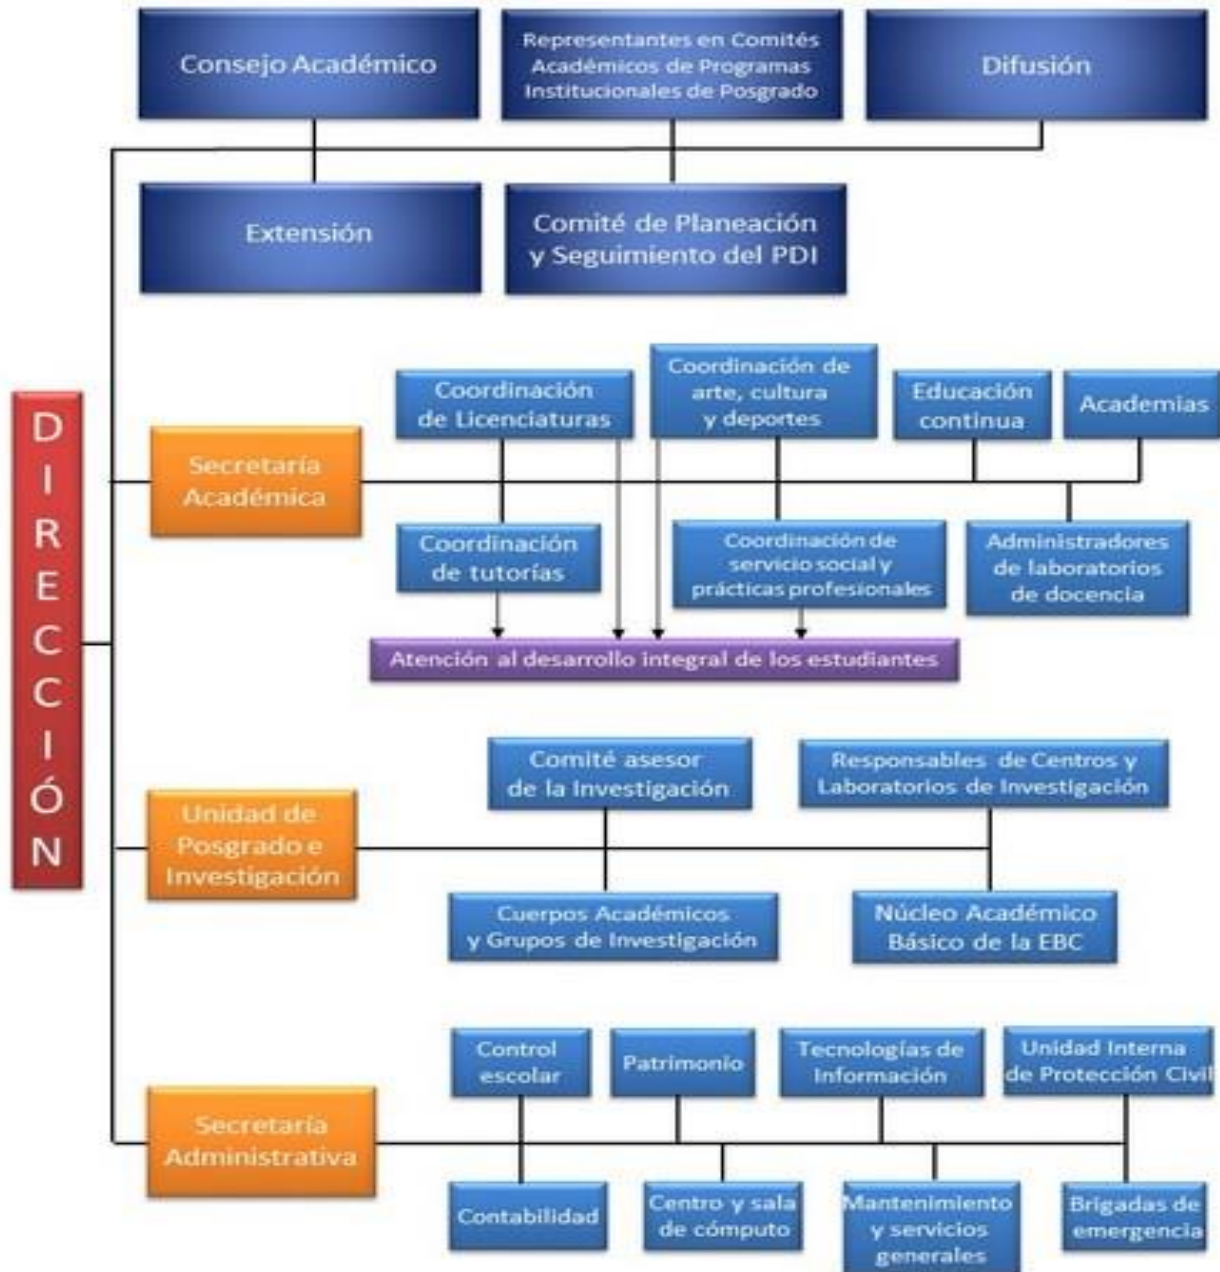 Consejo Académico
Representantes en Comités
Académicos de Programas
Institucionales de Posgrado
Difusión
Extensión
Comité de Planeación
y Seguimiento del PDI
DIRECCIÓN
Secretaría
Académica
Coordinación
de Licenciaturas
Coordinación de
arte, cultura
y deportes
Educación
continua
Academias
Coordinación
de tutorías
Coordinación de
servicio social y
prácticas profesionales
Administradores
de laboratorios
de docencia
Atención al desarrollo integral de los estudiantes
Unidad de
Posgrado e
Investigación
Comité asesor
de la Investigación
Responsables de Centros y
Laboratorios de Investigación
Cuerpos Académicos
y Grupos de Investigación
Núcleo Académico
Básico de la EBC
Secretaría
Administrativa
Control
escolar
Patrimonio
Tecnologías de
Información
Unidad Interna
de Protección Civil
Contabilidad
Centro y sala
de cómputo
Mantenimiento
y servicios
generales
Brigadas de
emergencia